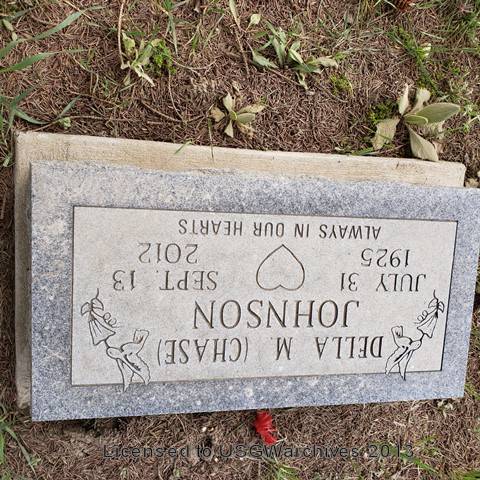 DELLA M. (CHASE)
JOHNSON
JULY 31 SEPT. 13
1925 2012
ALWAYS IN OUR HEARTS
Licensed to USGWarchives 2013